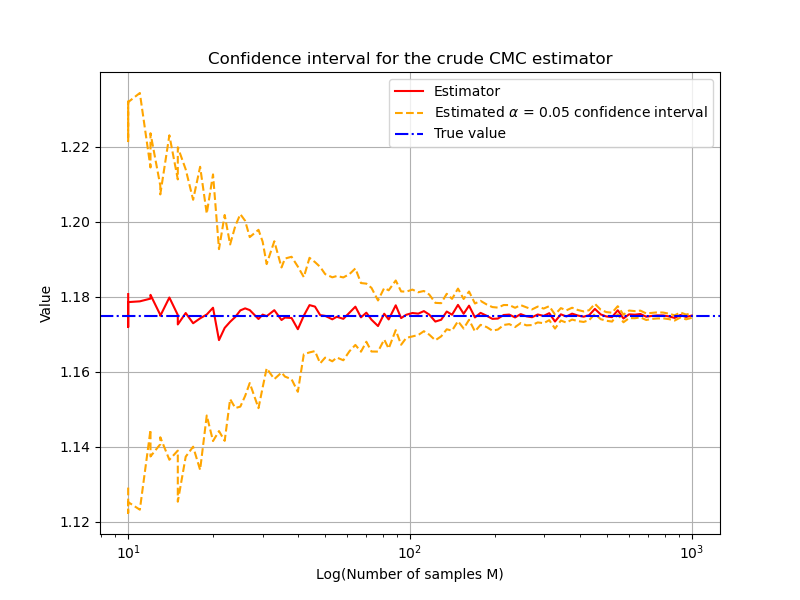 Confidence interval for the crude CMC estimator
Estimator
Estimated α = 0.05 confidence interval
True value
1.22
1.20
1.18
1.16
1.14
1.12
Value
10¹
10²
10³
Log(Number of samples M)